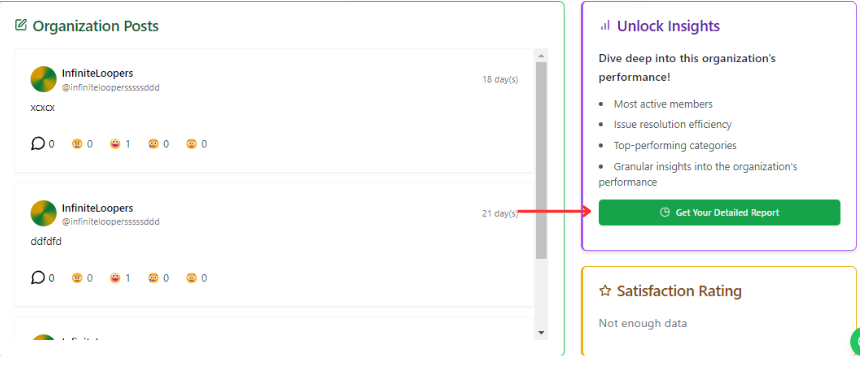 Organization Posts
InfiniteLoopers
@infiniteloopersssssddd
18 day(s)
xcxcx
0 0 1 0 0
InfiniteLoopers
@infiniteloopersssssddd
21 day(s)
ddfdfd
0 0 1 0 0
Unlock Insights
Dive deep into this organization's
performance!
Most active members
Issue resolution efficiency
Top-performing categories
Granular insights into the organization's
performance
Get Your Detailed Report
Satisfaction Rating
Not enough data